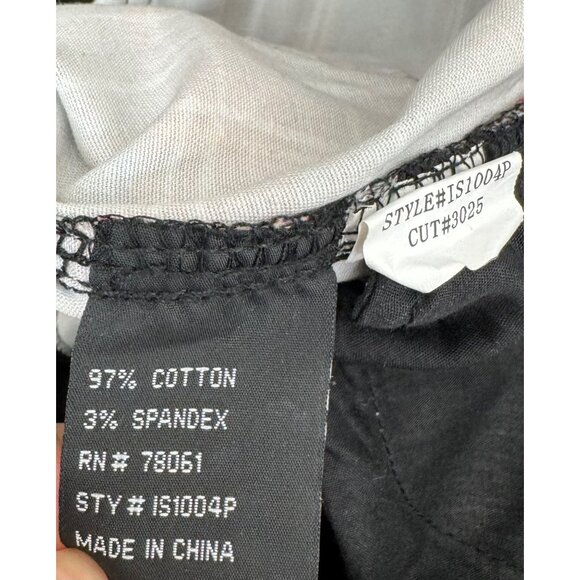 STYLE#IS1004P
CUT#3025
97% COTTON
3% SPANDEX
RN# 78061
STY# IS1004P
MADE IN CHINA